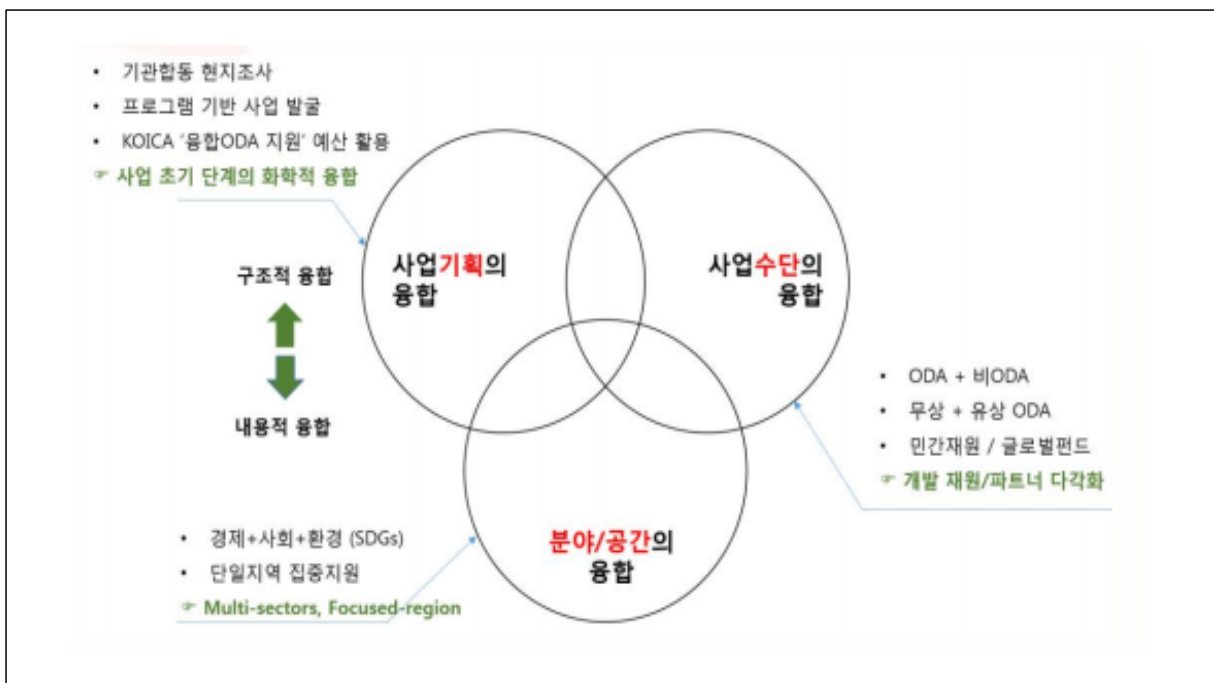 • 기관합동 현지조사
• 프로그램 기반 사업 발굴
• KOICA ‘융합ODA 지원’ 예산 활용
☞ 사업 초기 단계의 화학적 융합
구조적 융합
내용적 융합
사업기획의
융합
사업수단의
융합
• ODA + 비ODA
• 무상 + 유상 ODA
• 민간재원 / 글로벌펀드
☞ 개발 재원/파트너 다각화
분야/공간의
융합
• 경제+사회+환경 (SDGs)
• 단일지역 집중지원
☞ Multi-sectors, Focused-region